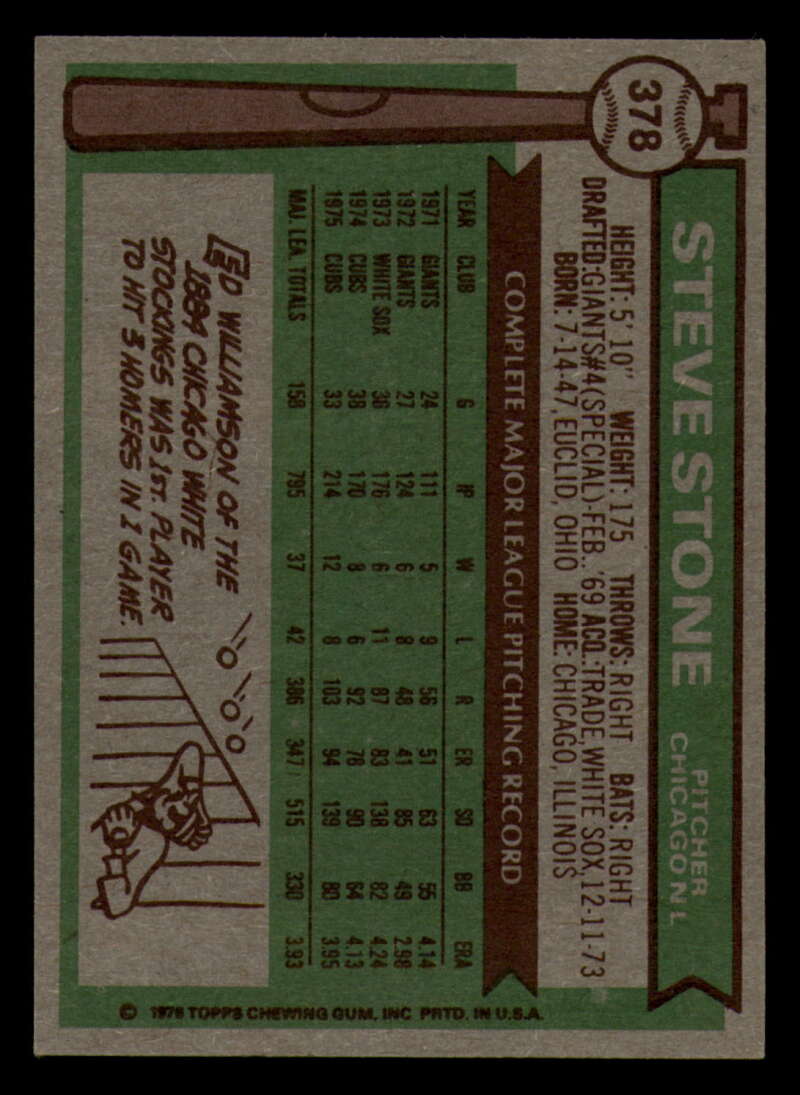 378
STEVE STONE
PITCHER
CHICAGO N L
HEIGHT: 5' 10" WEIGHT: 175 THROWS: RIGHT BATS: RIGHT
DRAFTED: GIANTS #4 (SPECIAL)-FEB., '69 ACQ.: TRADE, WHITE SOX, 12-11-73
BORN: 7-14-47, EUCLID, OHIO HOME: CHICAGO, ILLINOIS
COMPLETE MAJOR LEAGUE PITCHING RECORD
YEAR CLUB G IP W L R ER SO BB ERA
1971 GIANTS 24 111 5 9 56 51 63 55 4.14
1972 GIANTS 27 124 6 8 48 41 85 49 2.98
1973 WHITE SOX 36 176 6 11 87 83 138 82 4.24
1974 CUBS 38 170 8 6 92 78 90 64 4.13
1975 CUBS 33 214 12 8 103 94 139 80 3.95
MAJ. LEA. TOTALS 158 795 37 42 386 347 515 330 3.93
ED WILLIAMSON OF THE
1884 CHICAGO WHITE
STOCKINGS WAS 1ST. PLAYER
TO HIT 3 HOMERS IN 1 GAME.
© 1976 TOPPS CHEWING GUM, INC PRTD. IN U.S.A.